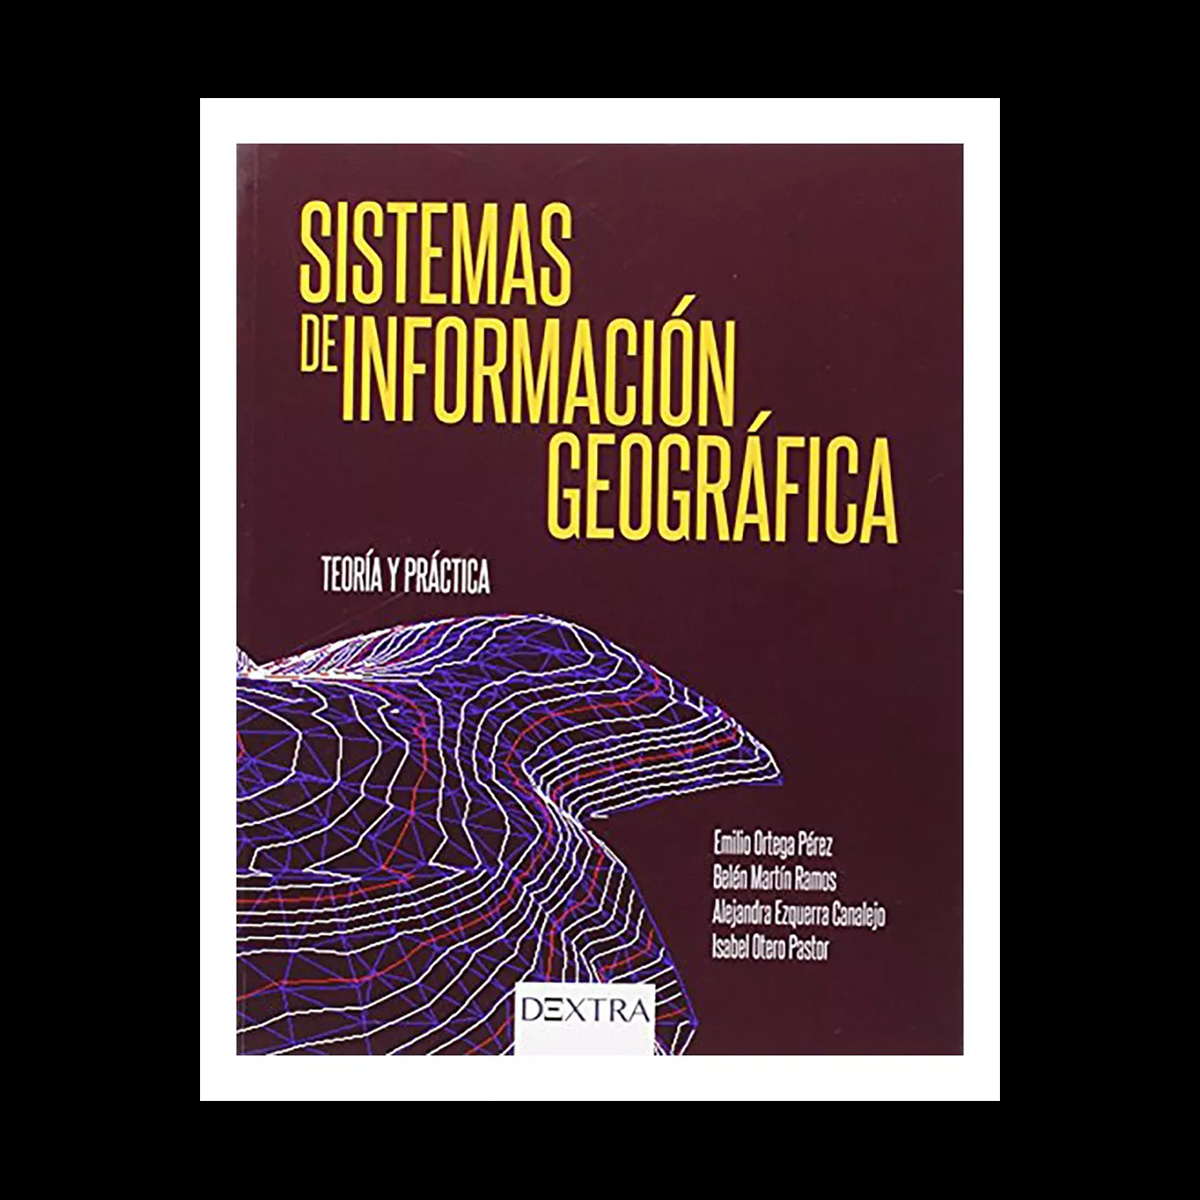 SISTEMAS
DE INFORMACIÓN
GEOGRÁFICA
TEORÍA Y PRÁCTICA
Emilio Ortega Pérez
Belén Martín Ramos
Alejandra Ezquerra Canalejo
Isabel Otero Pastor
DEXTRA